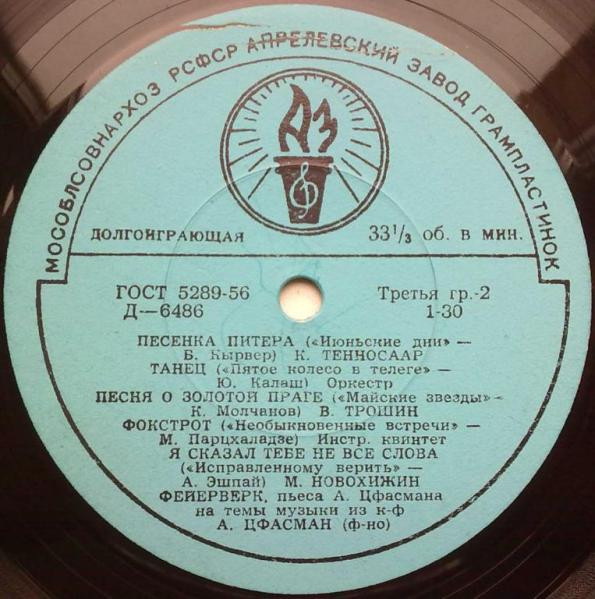 МОСОБЛСОВНАРХОЗ РСФСР АПРЕЛЕВСКИЙ ЗАВОД ГРАМПЛАСТИНОК
АЗ
ДОЛГОИГРАЮЩАЯ 33⅓ об. в мин.
ГОСТ 5289-56 Третья гр.-2
Д—6486 1-30
ПЕСЕНКА ПИТЕРА («Июньские дни» —
Б. Кырвер) К. ТЕННОСААР
ТАНЕЦ («Пятое колесо в телеге» —
Ю. Калаш) Оркестр
ПЕСНЯ О ЗОЛОТОЙ ПРАГЕ («Майские звезды» -
К. Молчанов) В. ТРОШИН
ФОКСТРОТ («Необыкновенные встречи» —
М. Парцхаладзе) Инстр. квинтет
Я СКАЗАЛ ТЕБЕ НЕ ВСЕ СЛОВА
(«Исправленному верить» —
А. Эшпай) М. НОВОХИЖИН
ФЕЙЕРВЕРК, пьеса А. Цфасмана
на темы музыки из к-ф
А. ЦФАСМАН (ф-но)